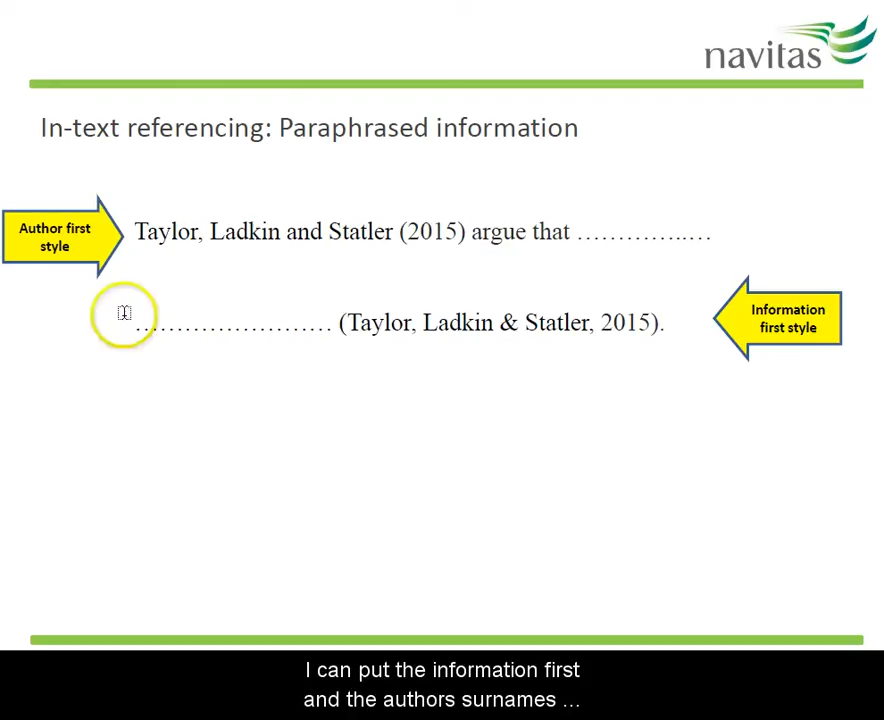 navitas
In-text referencing: Paraphrased information
Author first
style
Taylor, Ladkin and Statler (2015) argue that …………..…
…………………… (Taylor, Ladkin & Statler, 2015).
Information
first style
I can put the information first
and the authors surnames ...